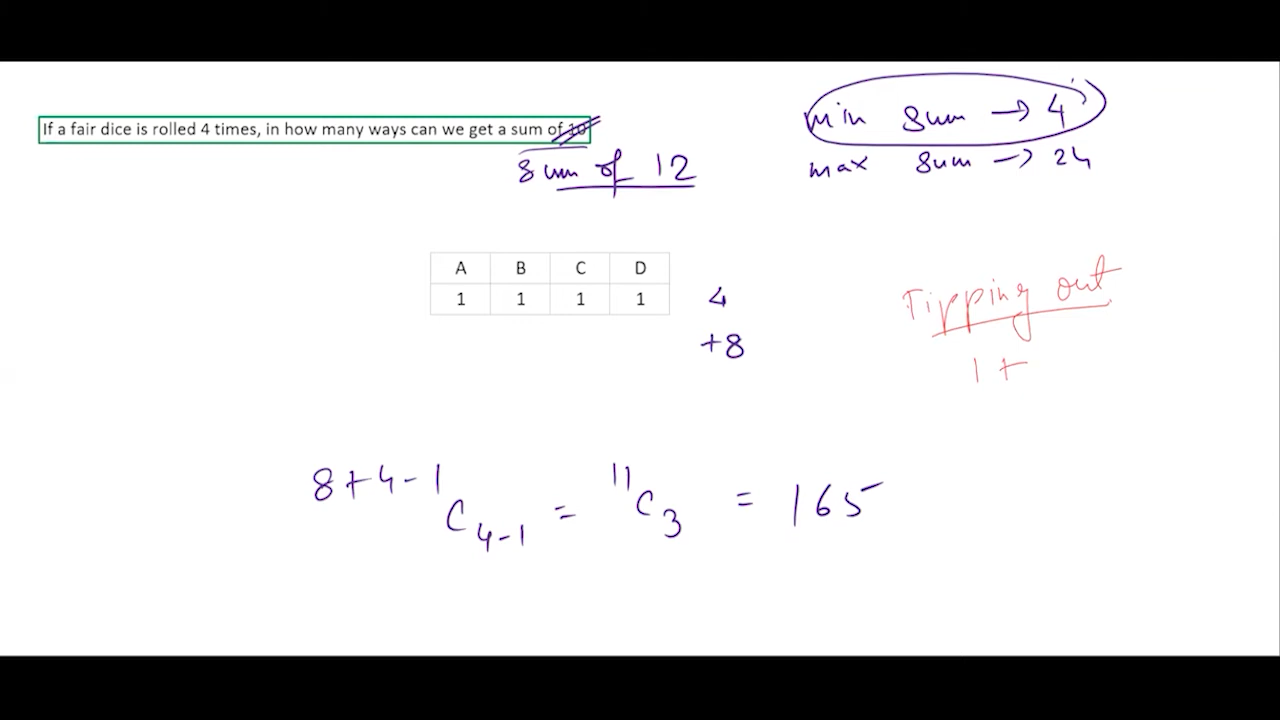 If a fair dice is rolled 4 times, in how many ways can we get a sum of 10
sum of 12
min sum → 4
max sum → 24
A B C D
1 1 1 1 4
+8
Tipping out
1 +
8+4-1C4-1 = 11C3 = 165